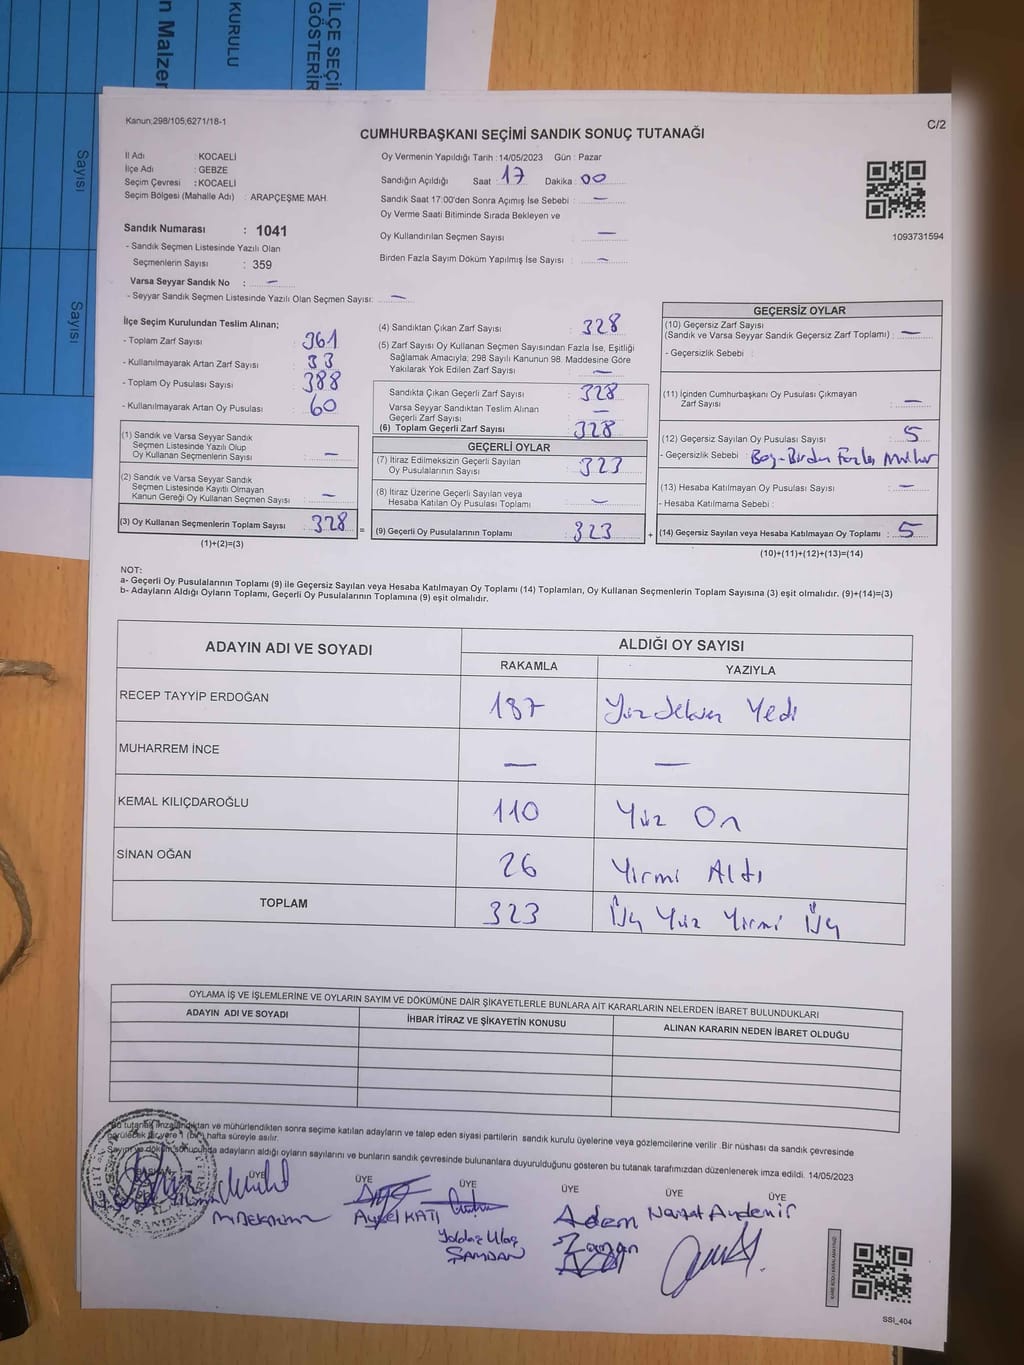 İLÇE SEÇİ
GÖSTERİR
KURULU
n Malzer
Sayısı
Sayısı
Kanun;298/105;6271/18-1
C/2
CUMHURBAŞKANI SEÇİMİ SANDIK SONUÇ TUTANAĞI
İl Adı : KOCAELİ
İlçe Adı : GEBZE
Seçim Çevresi : KOCAELİ
Seçim Bölgesi (Mahalle Adı) : ARAPÇEŞME MAH.
Sandık Numarası : 1041
- Sandık Seçmen Listesinde Yazılı Olan
Seçmenlerin Sayısı : 359
Varsa Seyyar Sandık No : —
- Seyyar Sandık Seçmen Listesinde Yazılı Olan Seçmen Sayısı: —
Oy Vermenin Yapıldığı Tarih : 14/05/2023 Gün : Pazar
Sandığın Açıldığı Saat : 17 Dakika : 00
Sandık Saat 17:00'den Sonra Açımış İse Sebebi : —
Oy Verme Saati Bitiminde Sırada Bekleyen ve
Oy Kullandırılan Seçmen Sayısı : —
Birden Fazla Sayım Döküm Yapılmış İse Sayısı : —
1093731594
İlçe Seçim Kurulundan Teslim Alınan;
- Toplam Zarf Sayısı : 361
- Kullanılmayarak Artan Zarf Sayısı : 33
- Toplam Oy Pusulası Sayısı : 388
- Kullanılmayarak Artan Oy Pusulası : 60
(1) Sandık ve Varsa Seyyar Sandık
Seçmen Listesinde Yazılı Olup
Oy Kullanan Seçmenlerin Sayısı : —
(2) Sandık ve Varsa Seyyar Sandık
Seçmen Listesinde Kayıtlı Olmayan
Kanun Gereği Oy Kullanan Seçmen Sayısı : —
(3) Oy Kullanan Seçmenlerin Toplam Sayısı : 328 =
(1)+(2)=(3)
(4) Sandıktan Çıkan Zarf Sayısı : 328
(5) Zarf Sayısı Oy Kullanan Seçmen Sayısından Fazla İse, Eşitliği
Sağlamak Amacıyla; 298 Sayılı Kanunun 98. Maddesine Göre
Yakılarak Yok Edilen Zarf Sayısı : —
Sandıkta Çıkan Geçerli Zarf Sayısı : 328
Varsa Seyyar Sandıktan Teslim Alınan
Geçerli Zarf Sayısı : —
(6) Toplam Geçerli Zarf Sayısı : 328
GEÇERLİ OYLAR
(7) İtiraz Edilmeksizin Geçerli Sayılan
Oy Pusulalarının Sayısı : 323
(8) İtiraz Üzerine Geçerli Sayılan veya
Hesaba Katılan Oy Pusulaları Toplamı : —
(9) Geçerli Oy Pusulalarının Toplamı : 323 +
GEÇERSİZ OYLAR
(10) Geçersiz Zarf Sayısı
(Sandık ve Varsa Seyyar Sandık Geçersiz Zarf Toplamı) : —
- Geçersizlik Sebebi :
(11) İçinden Cumhurbaşkanı Oy Pusulası Çıkmayan
Zarf Sayısı : —
(12) Geçersiz Sayılan Oy Pusulası Sayısı : 5
- Geçersizlik Sebebi : Boş-Birden Fazla Mühür
(13) Hesaba Katılmayan Oy Pusulası Sayısı : —
- Hesaba Katılmama Sebebi :
(14) Geçersiz Sayılan veya Hesaba Katılmayan Oy Toplamı : 5
(10)+(11)+(12)+(13)=(14)
NOT:
a- Geçerli Oy Pusulalarının Toplamı (9) ile Geçersiz Sayılan veya Hesaba Katılmayan Oy Toplamı (14) Toplamları, Oy Kullanan Seçmenlerin Toplam Sayısına (3) eşit olmalıdır. (9)+(14)=(3)
b- Adayların Aldığı Oyların Toplamı, Geçerli Oy Pusulalarının Toplamına (9) eşit olmalıdır.
ADAYIN ADI VE SOYADI ALDIĞI OY SAYISI
RAKAMLA YAZIYLA
RECEP TAYYİP ERDOĞAN 187 Yüz Seksen Yedi
MUHARREM İNCE — —
KEMAL KILIÇDAROĞLU 110 Yüz On
SİNAN OĞAN 26 Yirmi Altı
TOPLAM 323 Üç Yüz Yirmi Üç
OYLAMA İŞ VE İŞLEMLERİNE VE OYLARIN SAYIM VE DÖKÜMÜNE DAİR ŞİKAYETLERLE BUNLARA AİT KARARLARIN NELERDEN İBARET BULUNDUKLARI
ADAYIN ADI VE SOYADI İHBAR İTİRAZ VE ŞİKAYETİN KONUSU ALINAN KARARIN NEDEN İBARET OLDUĞU
Bu tutanak imzalandıktan ve mühürlendikten sonra seçime katılan adayların ve talep eden siyasi partilerin sandık kurulu üyelerine veya gözlemcilerine verilir .Bir nüshası da sandık çevresinde
görülebilecek bir yere 1 (bir) hafta süreyle asılır.
Sayım ve döküm sonucunda adayların aldığı oyların sayılarını ve bunların sandık çevresinde bulunanlara duyurulduğunu gösteren bu tutanak tarafımızdan düzenlenerek imza edildi. 14/05/2023
BAŞKAN ÜYE ÜYE ÜYE ÜYE ÜYE ÜYE
Aysel KATI
Yoldaş Ulaş
ŞAMDAN
Adem
Nevzat Aydemir
KARE KODU KARALAMAYINIZ
SSİ_404